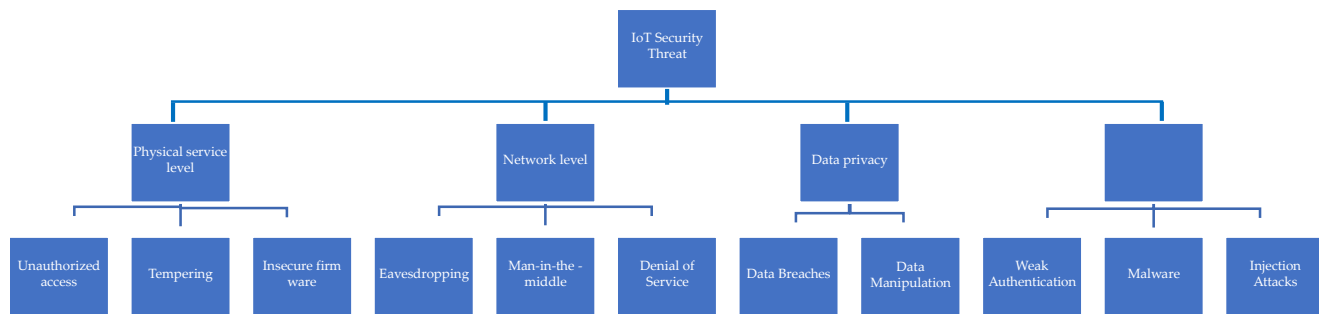 IoT Security
Threat
Physical service
level
Network level
Data privacy
Unauthorized
access
Tempering
Insecure firm
ware
Eavesdropping
Man-in-the -
middle
Denial of
Service
Data Breaches
Data
Manipulation
Weak
Authentication
Malware
Injection
Attacks